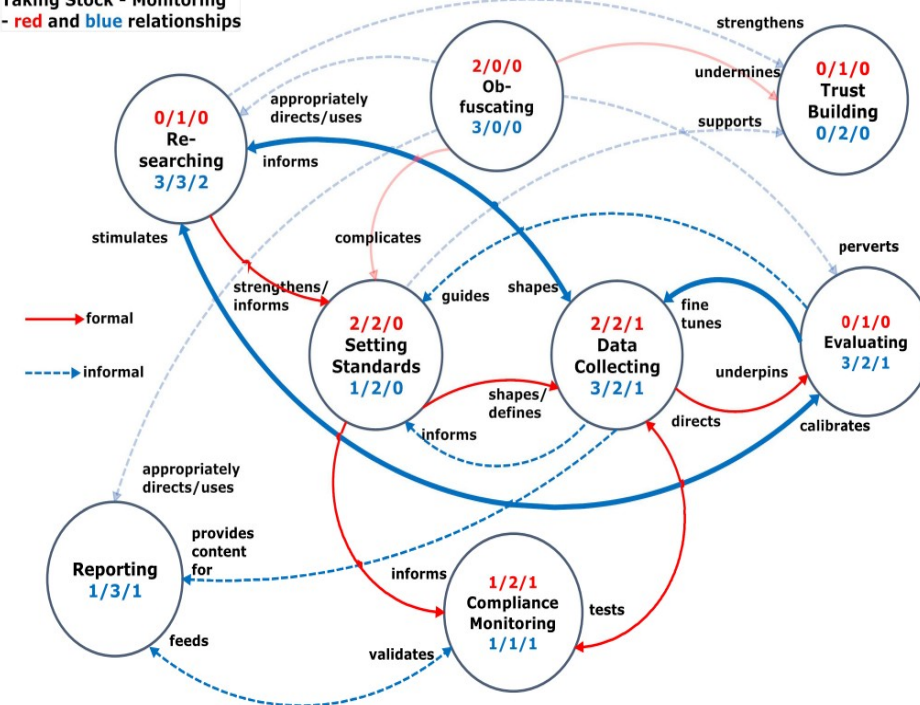 Taking Stock - Monitoring
- red and blue relationships
strengthens
undermines
supports
0/1/0
Trust
Building
0/2/0
2/0/0
Ob-
fuscating
3/0/0
0/1/0
Re-
searching
3/3/2
appropriately
directs/uses
informs
stimulates
complicates
perverts
strengthens/
informs
guides
shapes
fine
tunes
formal
informal
2/2/0
Setting
Standards
1/2/0
2/2/1
Data
Collecting
3/2/1
0/1/0
Evaluating
3/2/1
underpins
shapes/
defines
directs
calibrates
informs
appropriately
directs/uses
provides
content
for
Reporting
1/3/1
informs
1/2/1
Compliance
Monitoring
1/1/1
tests
feeds
validates